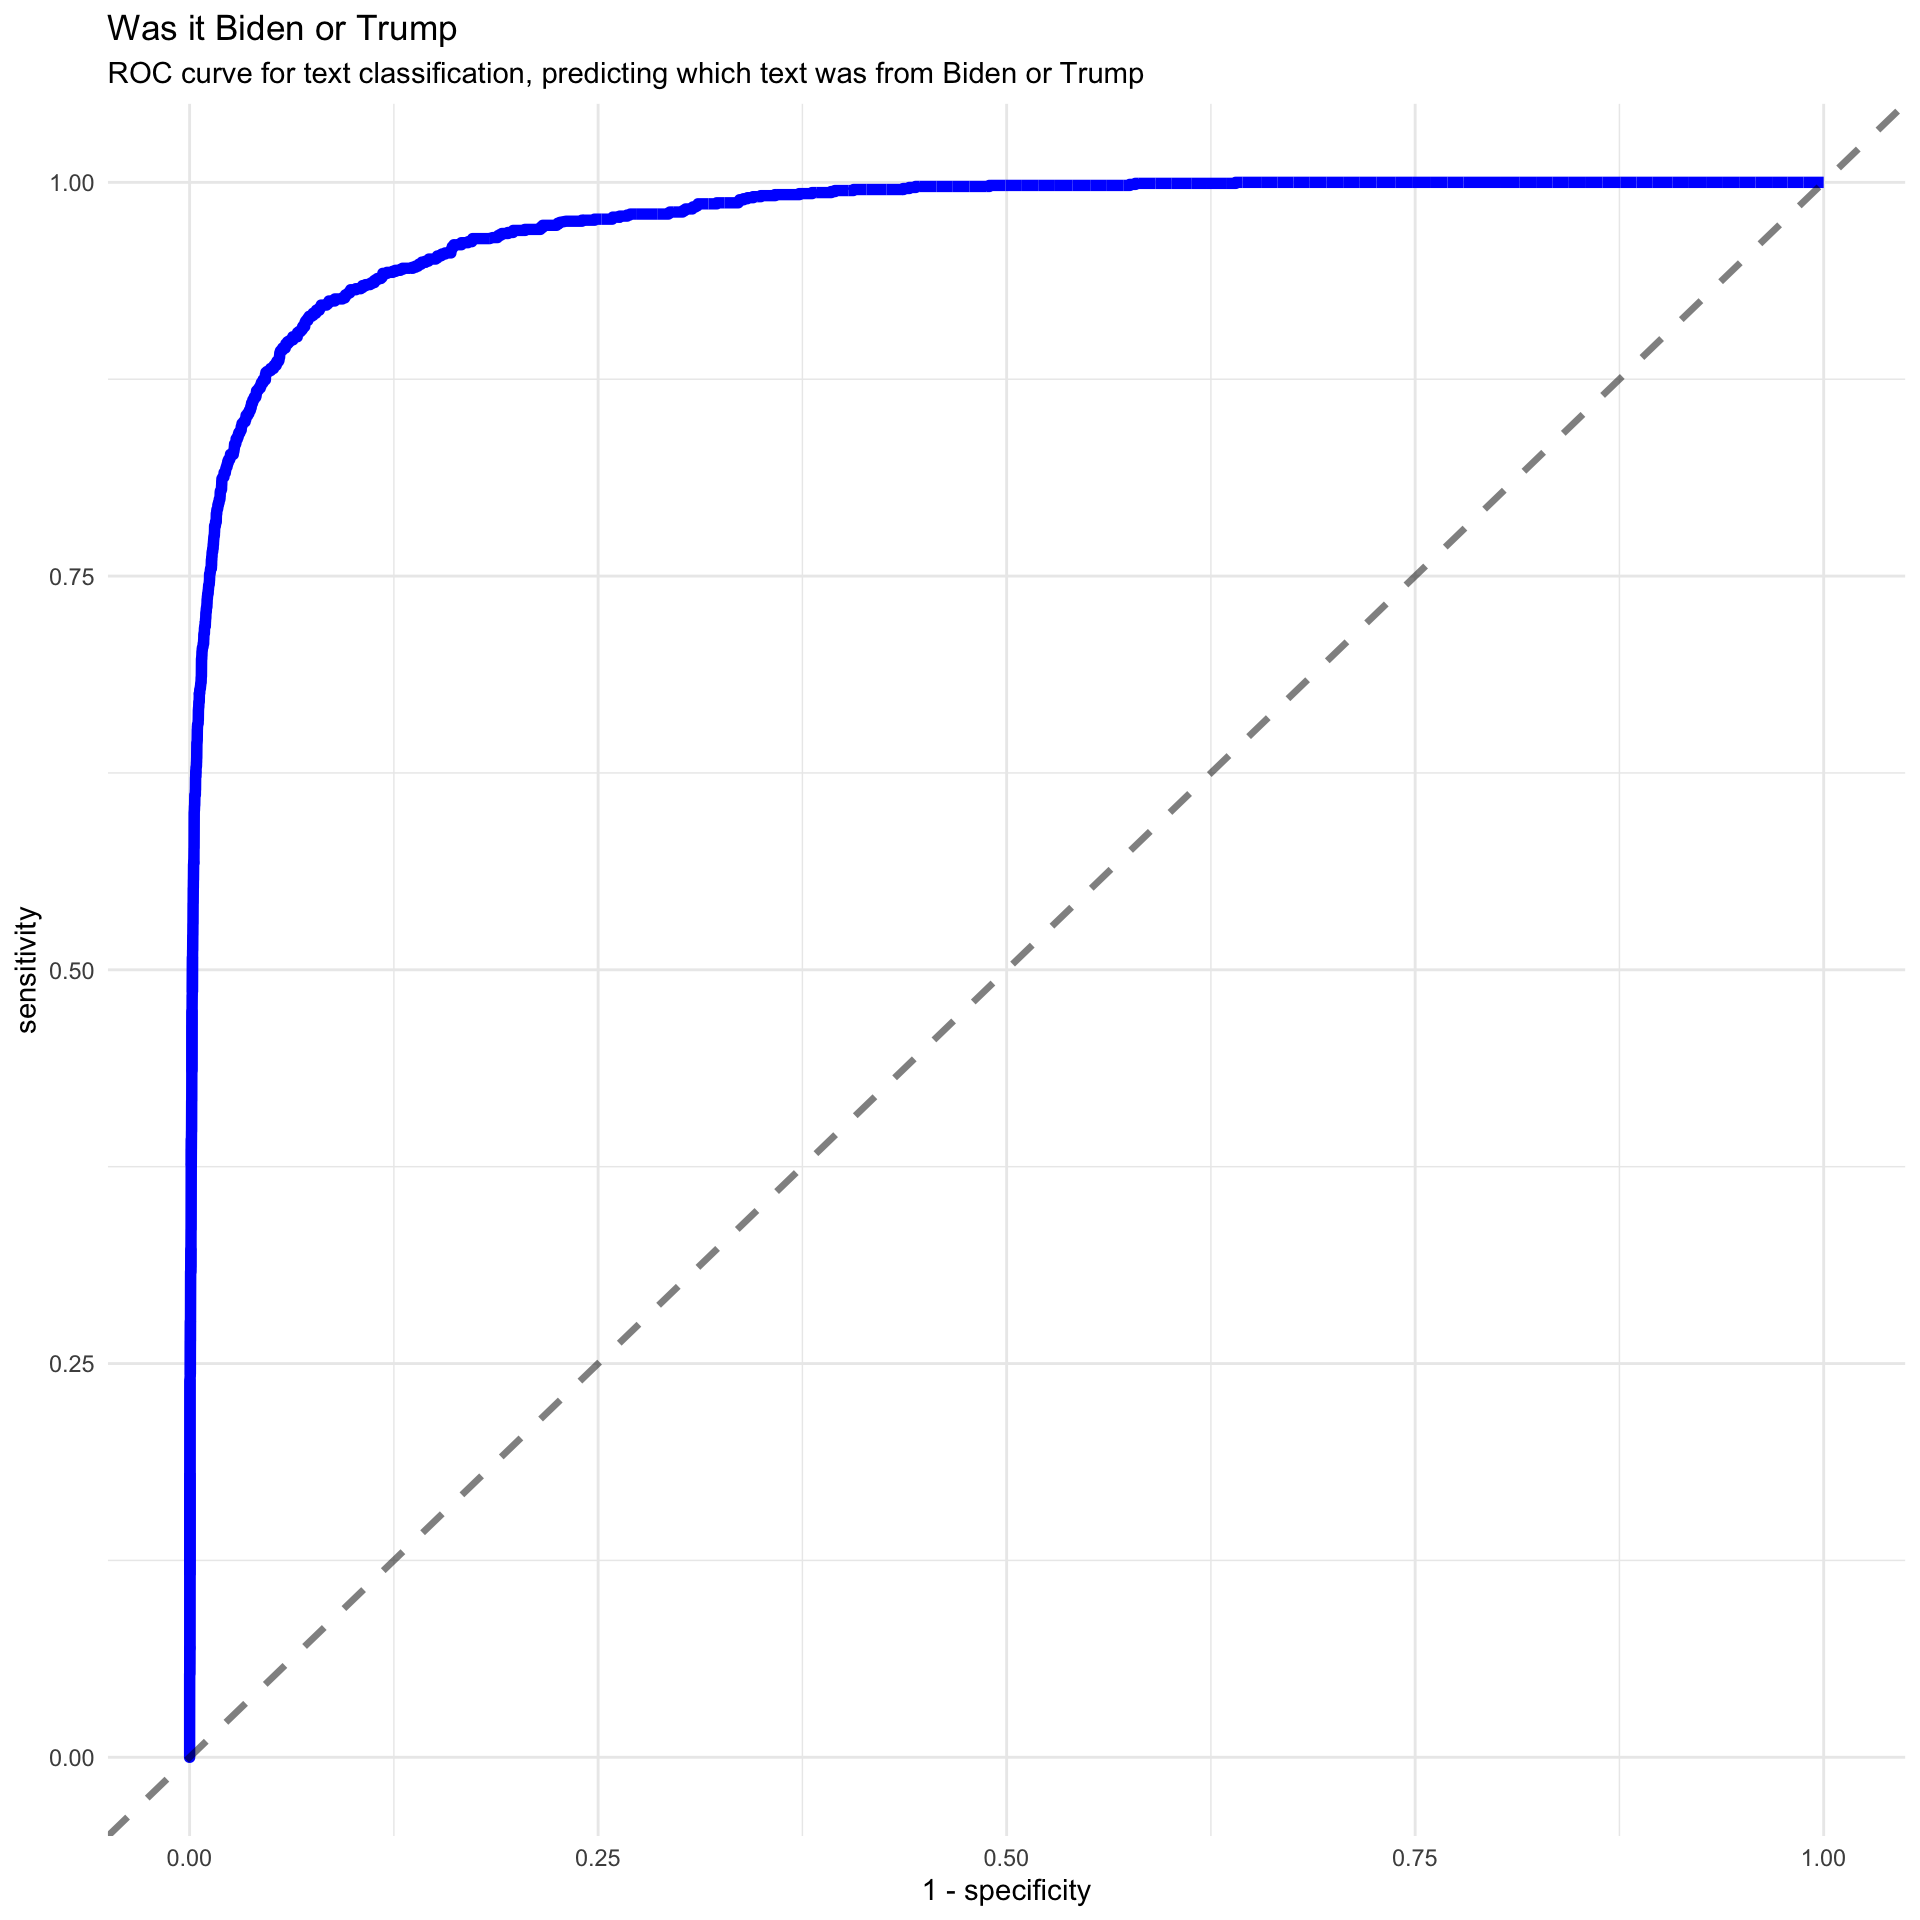 Was it Biden or Trump
ROC curve for text classification, predicting which text was from Biden or Trump
1.00
0.75
0.50
0.25
0.00
sensitivity
0.00 0.25 0.50 0.75 1.00
1 - specificity